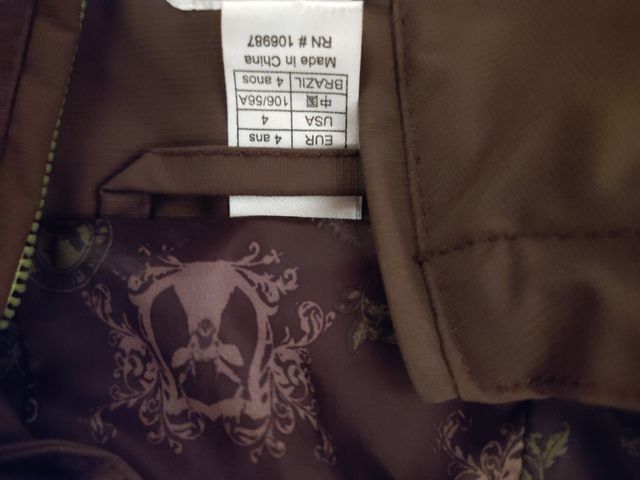 RN # 106987
Made in China
BRAZIL 4 anos
中国 106/56A
USA 4
EUR 4 ans